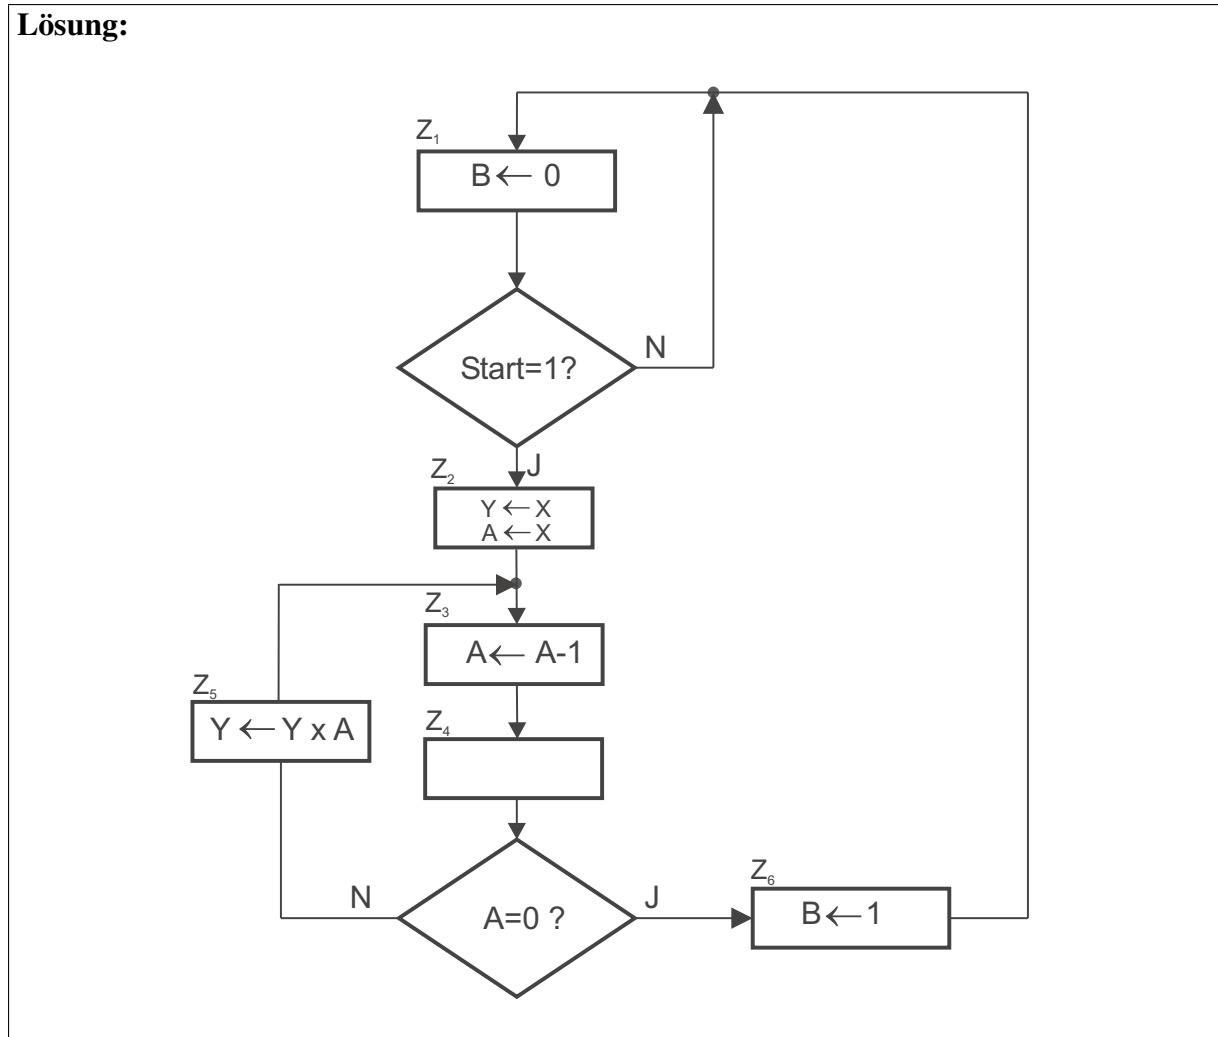 Lösung:
Z₁
B ← 0
Start=1?
N
J
Z₂
Y ← X
A ← X
Z₃
A ← A-1
Z₅
Y ← Y x A
Z₄
N
A=0 ?
J
Z₆
B ← 1